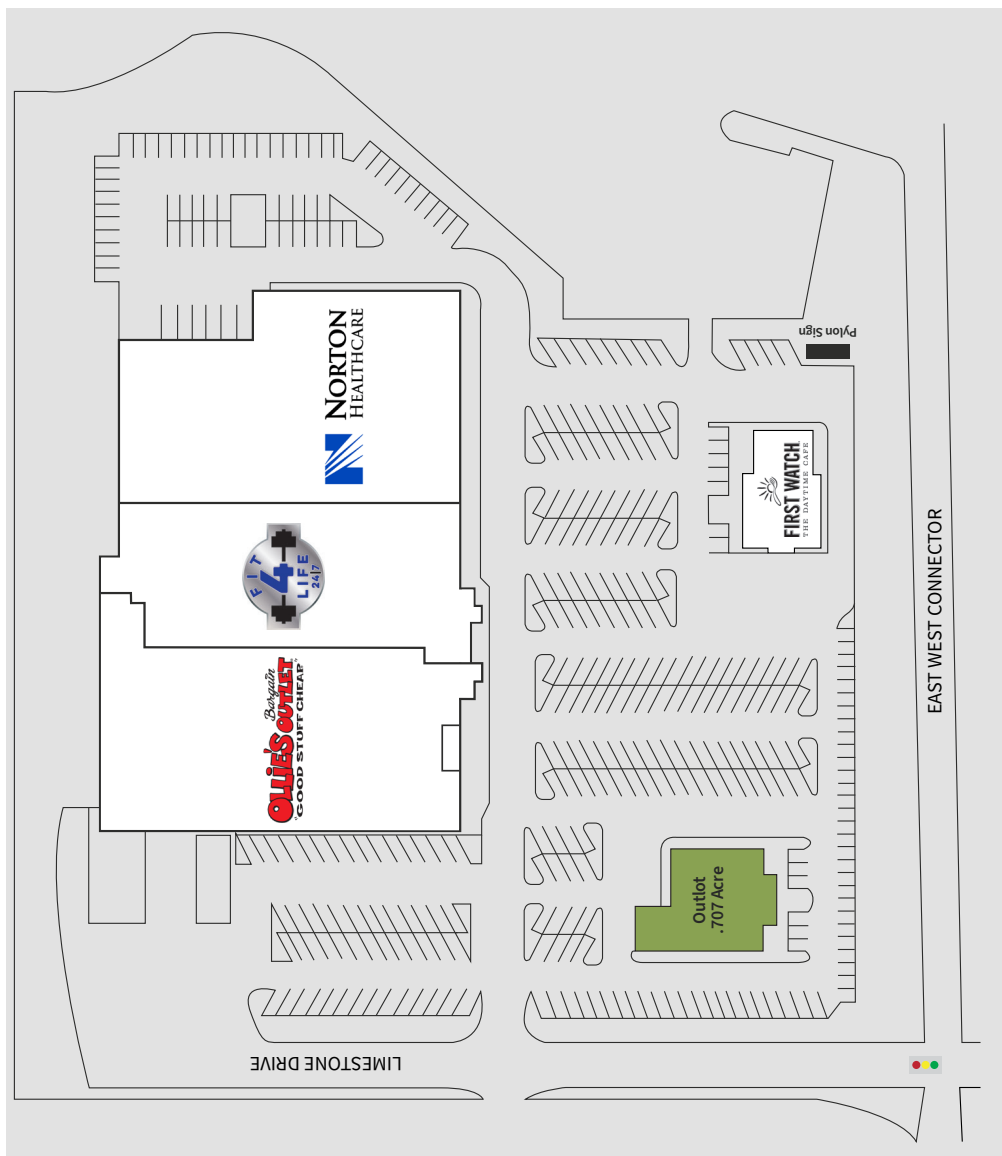 NORTON
HEALTHCARE
Pylon Sign
FIRST WATCH.
THE DAYTIME CAFE
FIT
4
LIFE
24|7
EAST WEST CONNECTOR
Bargain
OLLIE'S OUTLET
"GOOD STUFF CHEAP"
Outlot
.707 Acre
LIMESTONE DRIVE